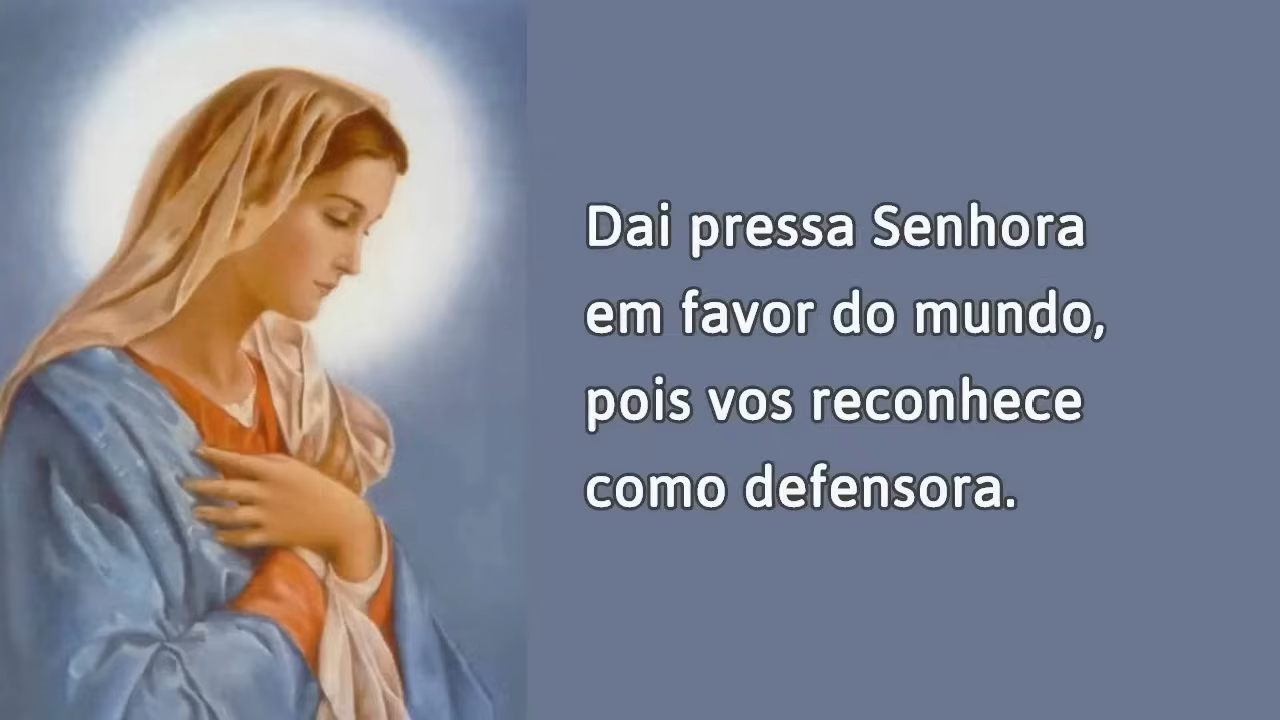 Dai pressa Senhora
em favor do mundo,
pois vos reconhece
como defensora.